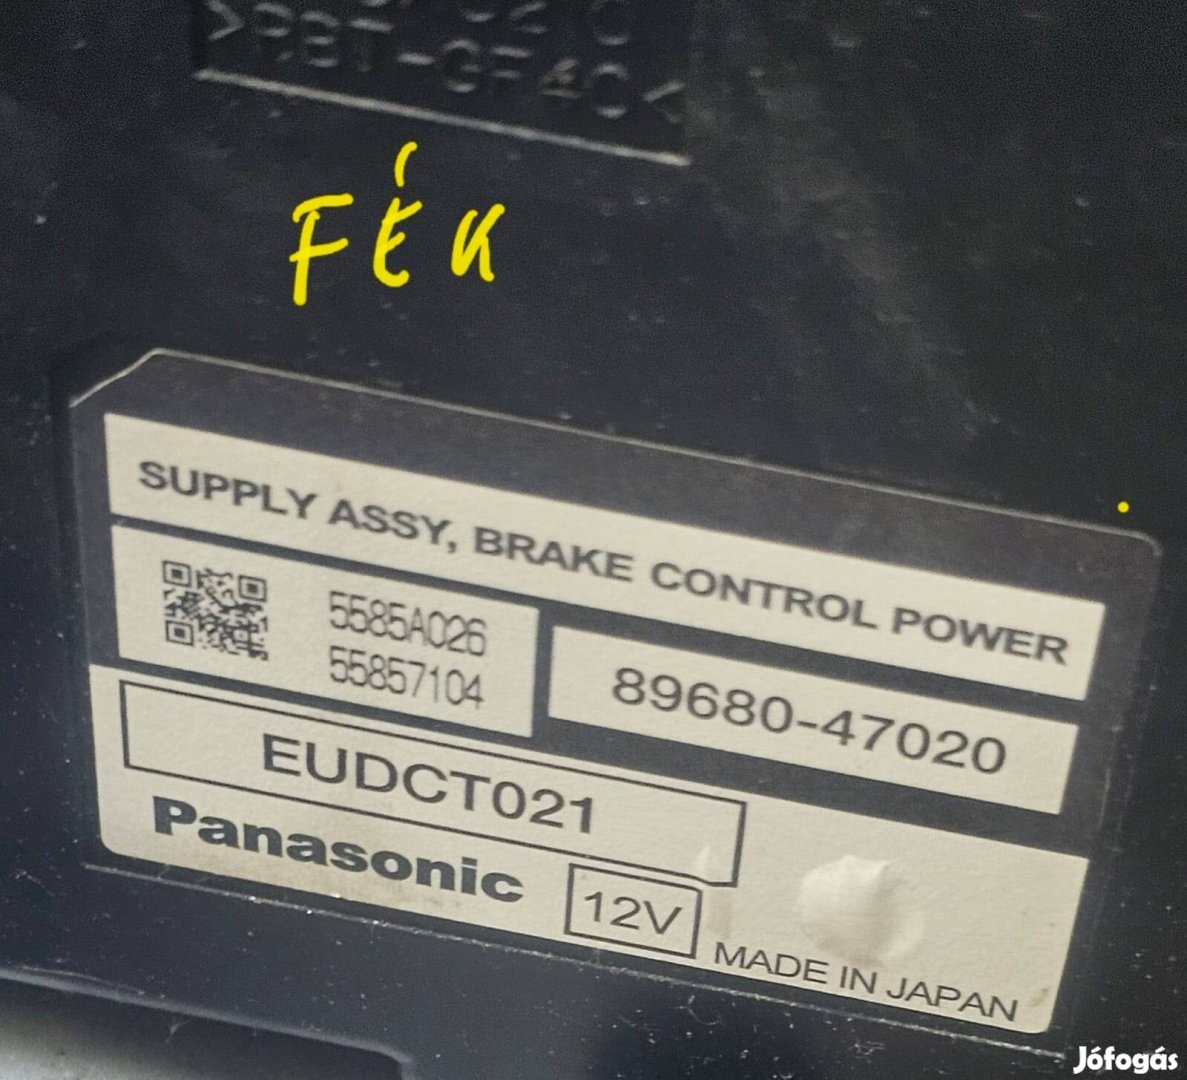 >PBT-GF40<
FÉK
SUPPLY ASSY, BRAKE CONTROL POWER
5585A026
55857104
89680-47020
EUDCT021
Panasonic
12V
MADE IN JAPAN
Jófogás